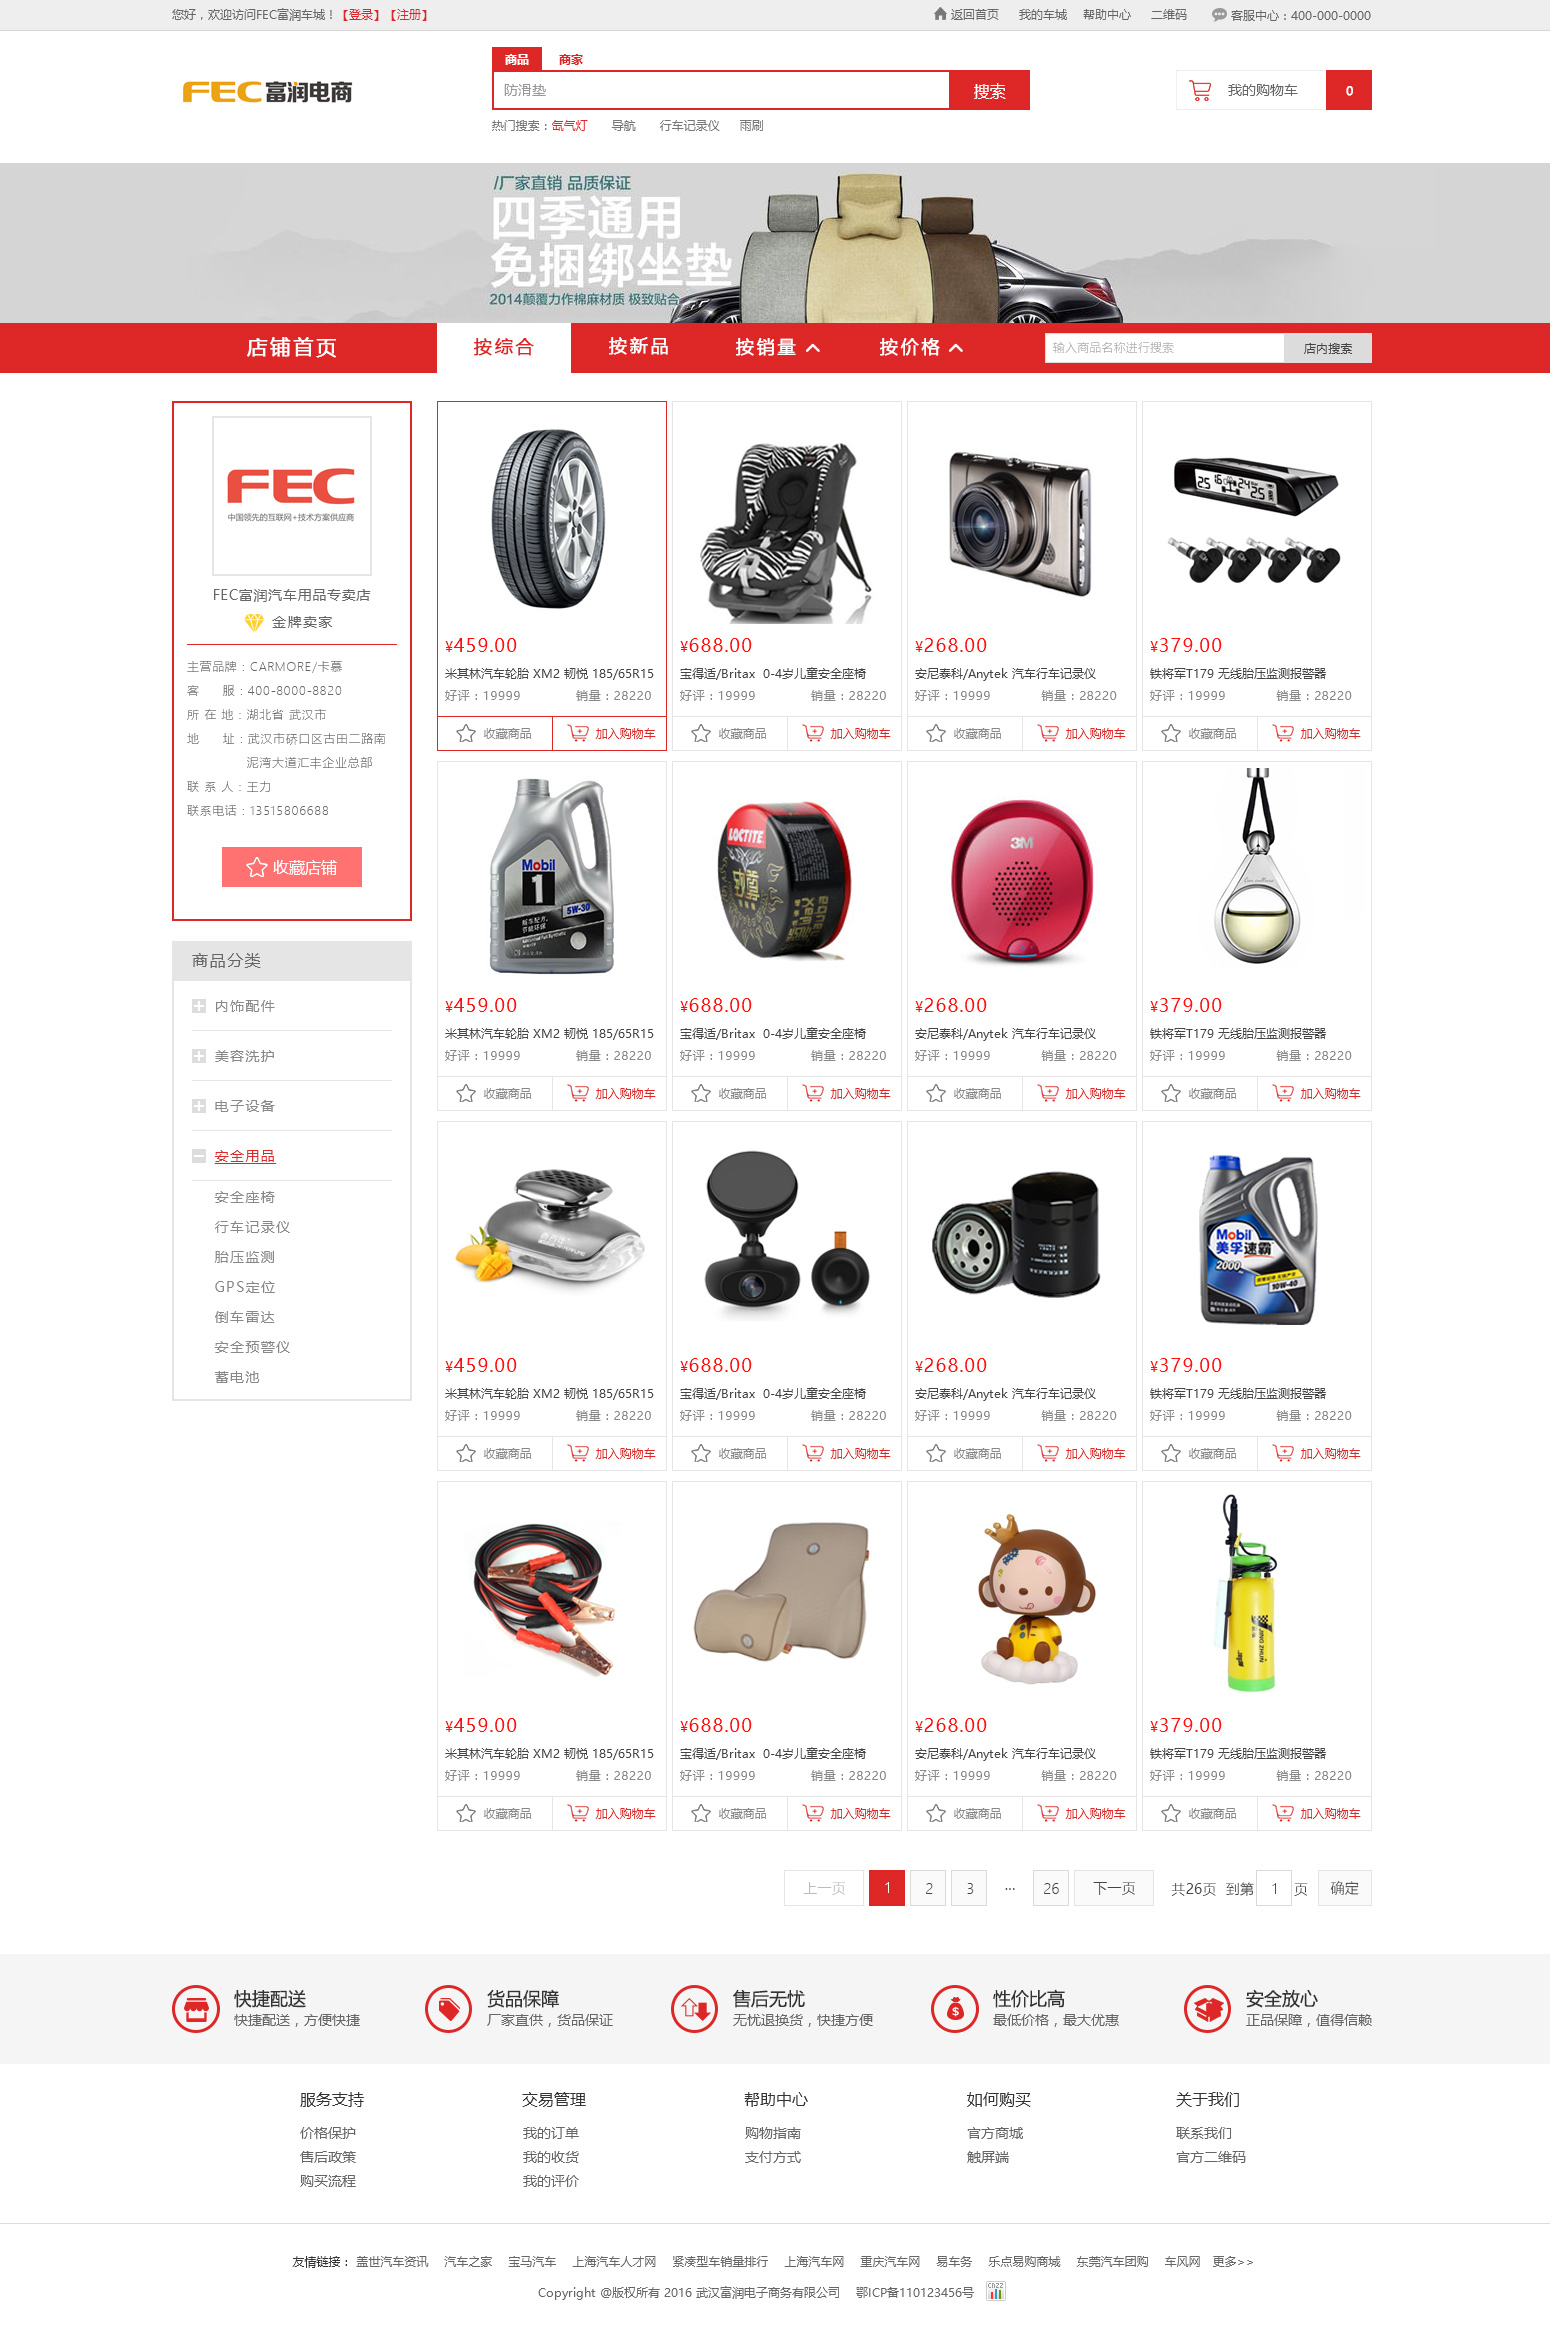 您好，欢迎访问FEC富润车城！【登录】【注册】
返回首页 我的车城 帮助中心 二维码 客服中心：400-000-0000
商品 商家
FEC富润电商
防滑垫 搜索
我的购物车 0
热门搜索：氙气灯 导航 行车记录仪 雨刷
/厂家直销 品质保证
四季通用
免捆绑坐垫
2014颠覆力作棉麻材质 极致贴合
店铺首页 按综合 按新品 按销量 按价格 输入商品名称进行搜索 店内搜索
FEC
中国领先的互联网+技术方案供应商
FEC富润汽车用品专卖店
金牌卖家
主营品牌：CARMORE/卡慕
客 服：400-8000-8820
所 在 地：湖北省 武汉市
地 址：武汉市硚口区古田二路南
泥湾大道汇丰企业总部
联 系 人：王力
联系电话：13515806688
收藏店铺
商品分类
内饰配件
美容洗护
电子设备
安全用品
安全座椅
行车记录仪
胎压监测
GPS定位
倒车雷达
安全预警仪
蓄电池
¥459.00 ¥688.00 ¥268.00 ¥379.00
米其林汽车轮胎 XM2 韧悦 185/65R15 宝得适/Britax 0-4岁儿童安全座椅 安尼泰科/Anytek 汽车行车记录仪 铁将军T179 无线胎压监测报警器
好评：19999 销量：28220 好评：19999 销量：28220 好评：19999 销量：28220 好评：19999 销量：28220
收藏商品 加入购物车 收藏商品 加入购物车 收藏商品 加入购物车 收藏商品 加入购物车
Mobil
1
5W-30
LOCTITE
3M
¥459.00 ¥688.00 ¥268.00 ¥379.00
米其林汽车轮胎 XM2 韧悦 185/65R15 宝得适/Britax 0-4岁儿童安全座椅 安尼泰科/Anytek 汽车行车记录仪 铁将军T179 无线胎压监测报警器
好评：19999 销量：28220 好评：19999 销量：28220 好评：19999 销量：28220 好评：19999 销量：28220
收藏商品 加入购物车 收藏商品 加入购物车 收藏商品 加入购物车 收藏商品 加入购物车
Mobil
美孚速霸
2000
10W-40
¥459.00 ¥688.00 ¥268.00 ¥379.00
米其林汽车轮胎 XM2 韧悦 185/65R15 宝得适/Britax 0-4岁儿童安全座椅 安尼泰科/Anytek 汽车行车记录仪 铁将军T179 无线胎压监测报警器
好评：19999 销量：28220 好评：19999 销量：28220 好评：19999 销量：28220 好评：19999 销量：28220
收藏商品 加入购物车 收藏商品 加入购物车 收藏商品 加入购物车 收藏商品 加入购物车
¥459.00 ¥688.00 ¥268.00 ¥379.00
米其林汽车轮胎 XM2 韧悦 185/65R15 宝得适/Britax 0-4岁儿童安全座椅 安尼泰科/Anytek 汽车行车记录仪 铁将军T179 无线胎压监测报警器
好评：19999 销量：28220 好评：19999 销量：28220 好评：19999 销量：28220 好评：19999 销量：28220
收藏商品 加入购物车 收藏商品 加入购物车 收藏商品 加入购物车 收藏商品 加入购物车
上一页 1 2 3 ... 26 下一页 共26页 到第 1 页 确定
快捷配送 货品保障 售后无忧 性价比高 安全放心
快捷配送，方便快捷 厂家直供，货品保证 无忧退换货，快捷方便 最低价格，最大优惠 正品保障，值得信赖
服务支持 交易管理 帮助中心 如何购买 关于我们
价格保护 我的订单 购物指南 官方商城 联系我们
售后政策 我的收货 支付方式 触屏端 官方二维码
购买流程 我的评价
友情链接： 盖世汽车资讯 汽车之家 宝马汽车 上海汽车人才网 紧凑型车销量排行 上海汽车网 重庆汽车网 易车务 乐点易购商城 东莞汽车团购 车风网 更多>>
Copyright @版权所有 2016 武汉富润电子商务有限公司 鄂ICP备110123456号